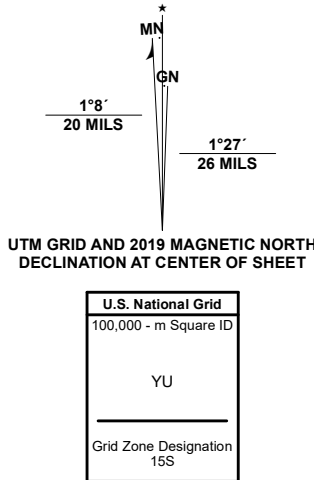 ★
MN
GN
1°8´
20 MILS
1°27´
26 MILS
UTM GRID AND 2019 MAGNETIC NORTH
DECLINATION AT CENTER OF SHEET
U.S. National Grid
100,000 - m Square ID
YU
Grid Zone Designation
15S